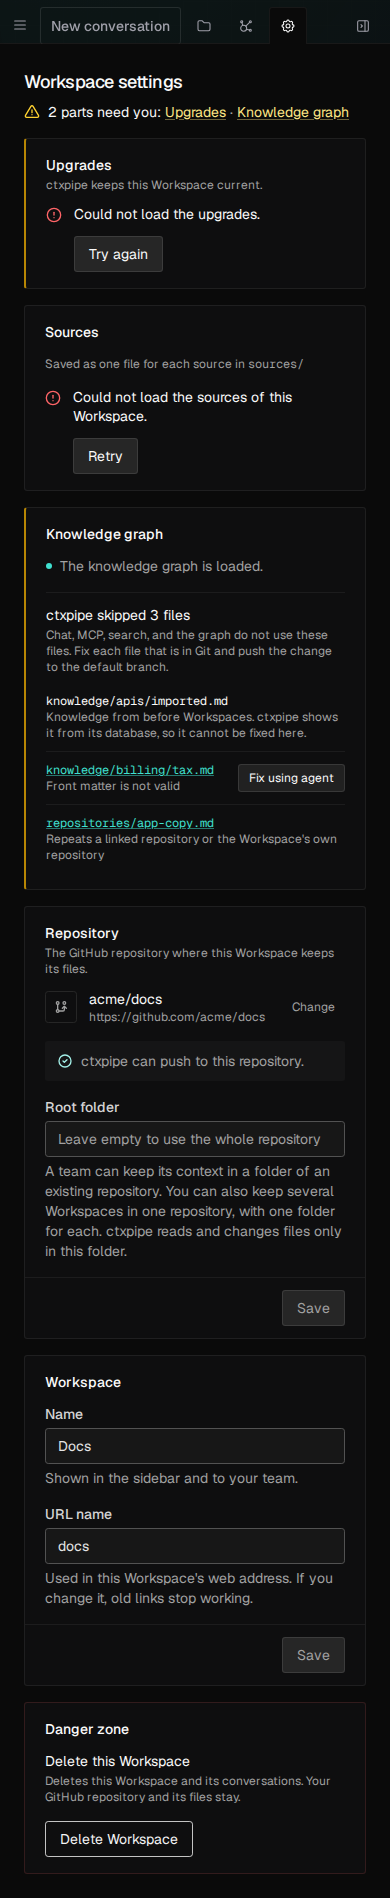 New conversation
Workspace settings
2 parts need you: Upgrades · Knowledge graph
Upgrades
ctxpipe keeps this Workspace current.
Could not load the upgrades.
Try again
Sources
Saved as one file for each source in sources/
Could not load the sources of this
Workspace.
Retry
Knowledge graph
The knowledge graph is loaded.
ctxpipe skipped 3 files
Chat, MCP, search, and the graph do not use these
files. Fix each file that is in Git and push the change
to the default branch.
knowledge/apis/imported.md
Knowledge from before Workspaces. ctxpipe shows
it from its database, so it cannot be fixed here.
knowledge/billing/tax.md
Front matter is not valid
Fix using agent
repositories/app-copy.md
Repeats a linked repository or the Workspace's own
repository
Repository
The GitHub repository where this Workspace keeps
its files.
acme/docs
https://github.com/acme/docs
Change
ctxpipe can push to this repository.
Root folder
Leave empty to use the whole repository
A team can keep its context in a folder of an
existing repository. You can also keep several
Workspaces in one repository, with one folder
for each. ctxpipe reads and changes files only
in this folder.
Save
Workspace
Name
Docs
Shown in the sidebar and to your team.
URL name
docs
Used in this Workspace's web address. If you
change it, old links stop working.
Save
Danger zone
Delete this Workspace
Deletes this Workspace and its conversations. Your
GitHub repository and its files stay.
Delete Workspace